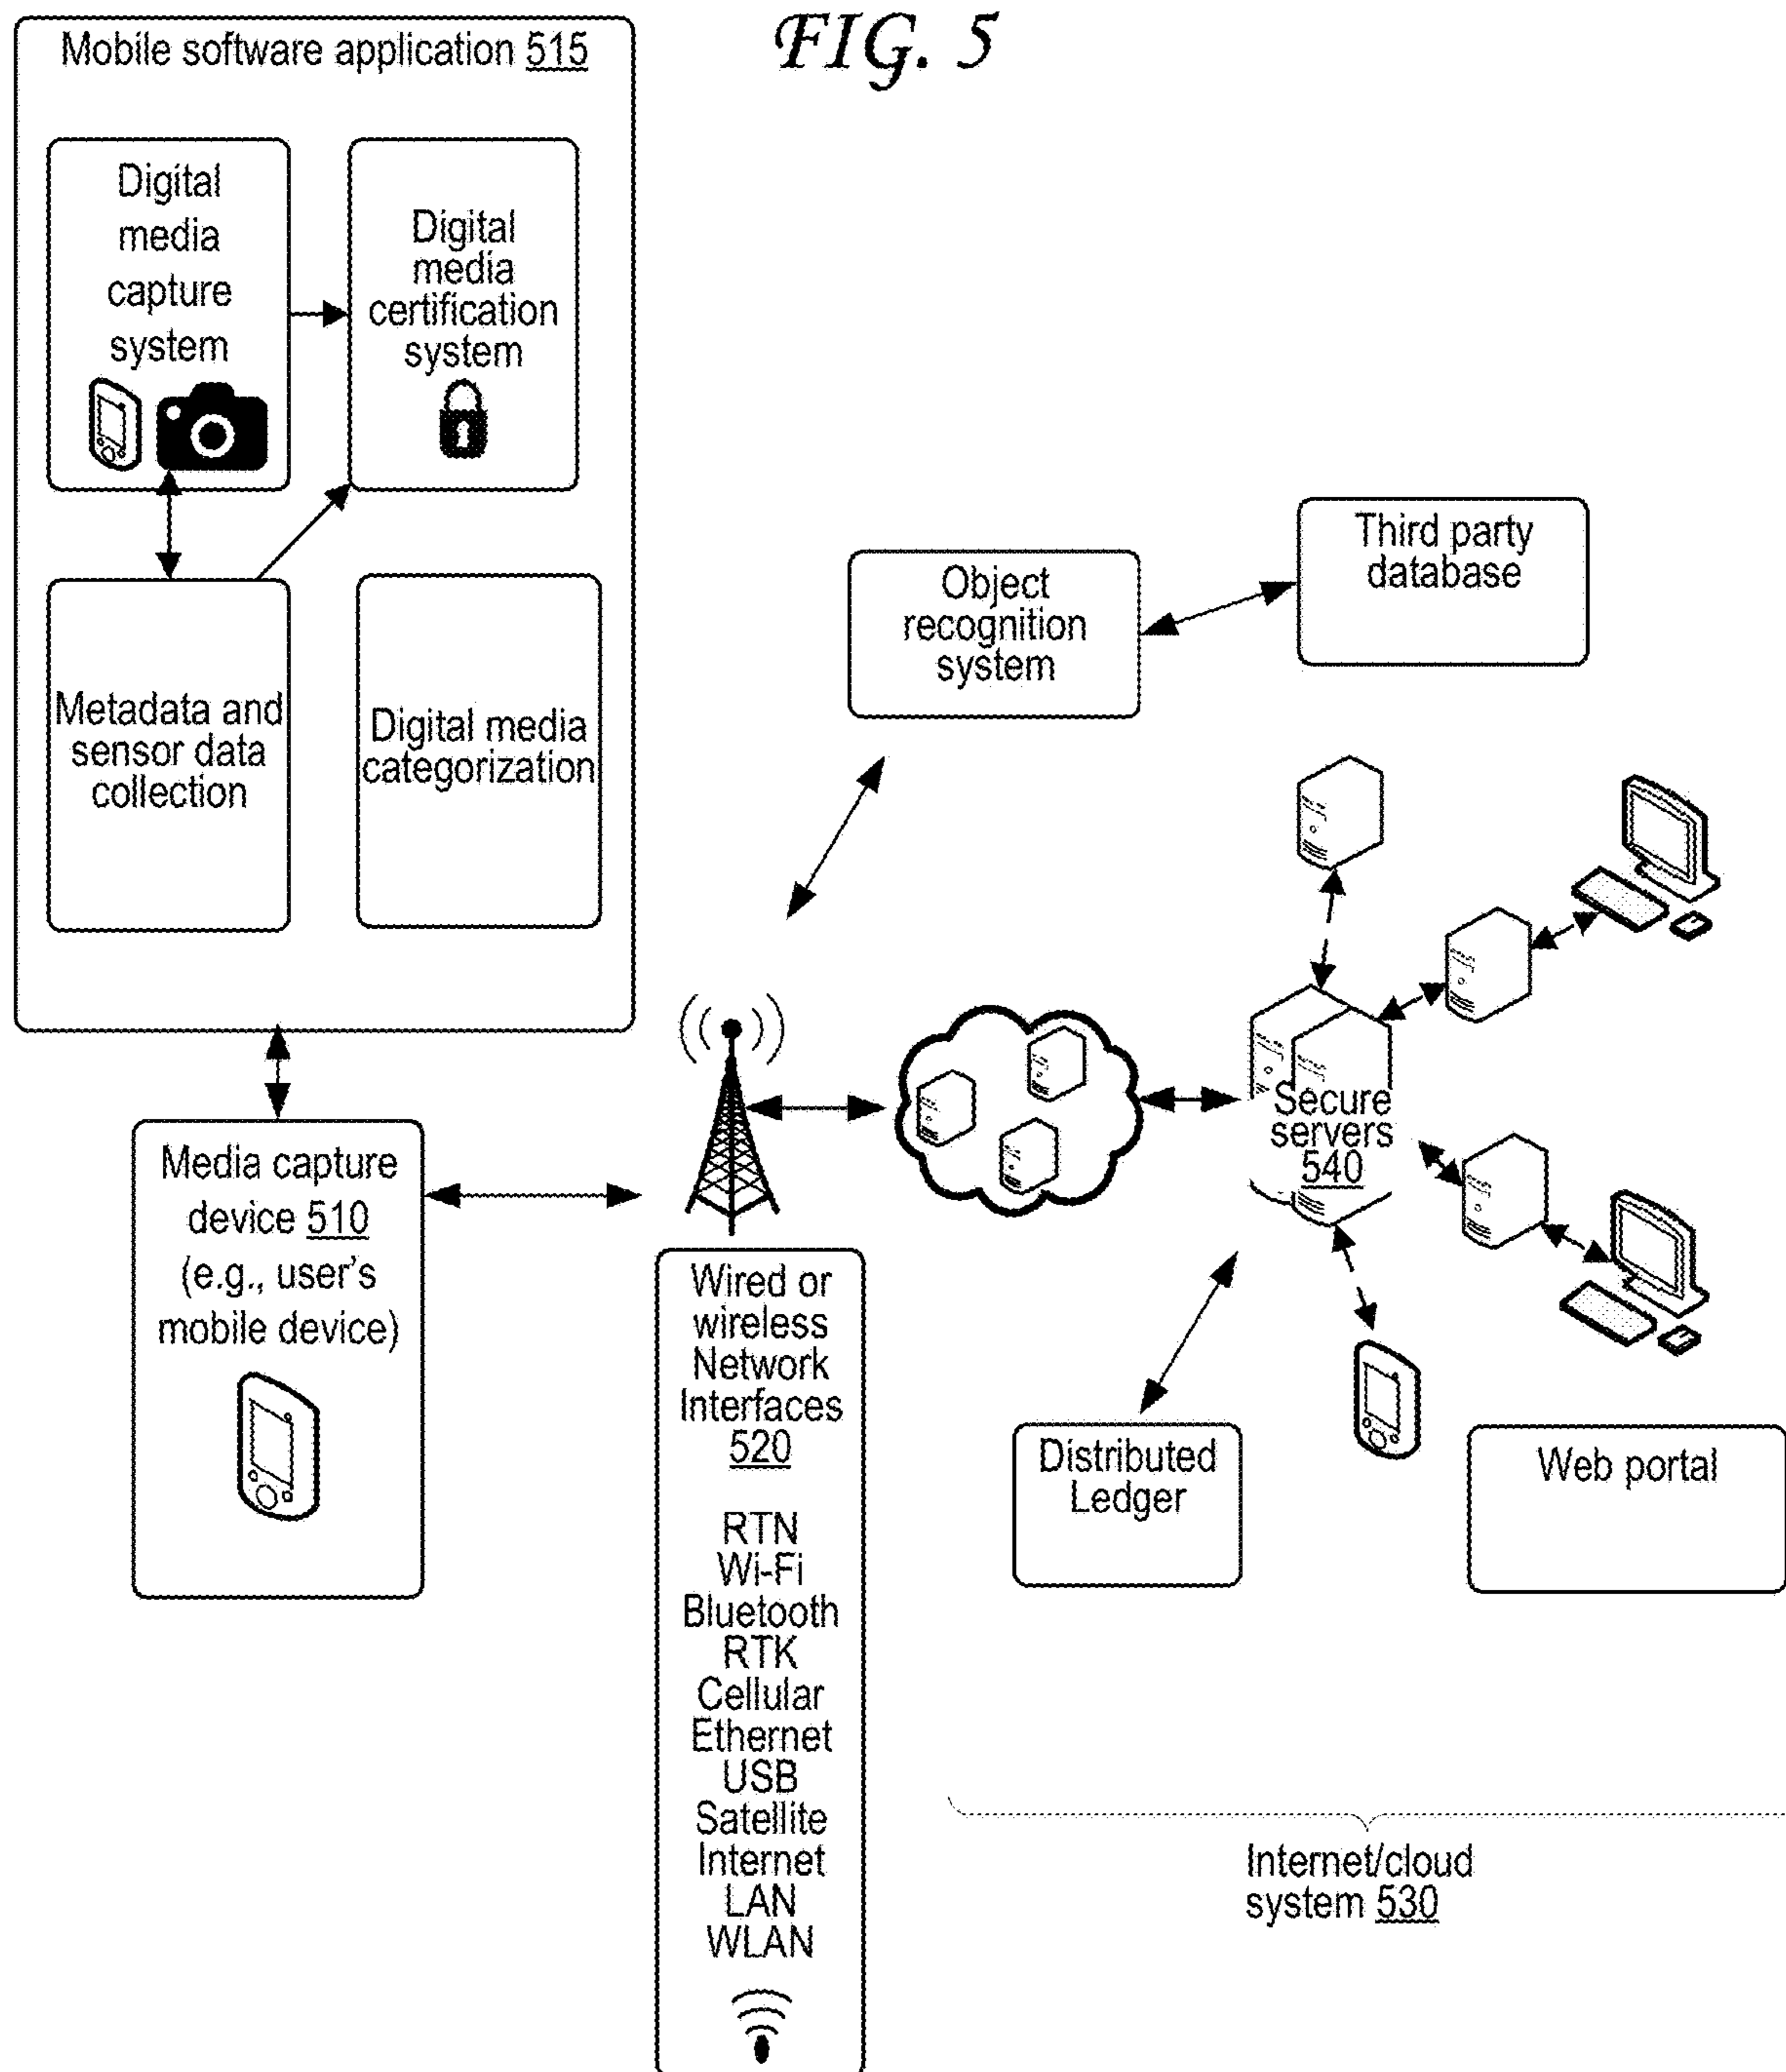 FIG. 5
Mobile software application 515
Digital
media
capture
system
Digital
media
certification
system
Metadata and
sensor data
collection
Digital media
categorization
Object
recognition
system
Third party
database
Media capture
device 510
(e.g., user's
mobile device)
Wired or
wireless
Network
Interfaces
520
RTN
Wi-Fi
Bluetooth
RTK
Cellular
Ethernet
USB
Satellite
Internet
LAN
WLAN
Secure
servers
540
Distributed
Ledger
Web portal
Internet/cloud
system 530